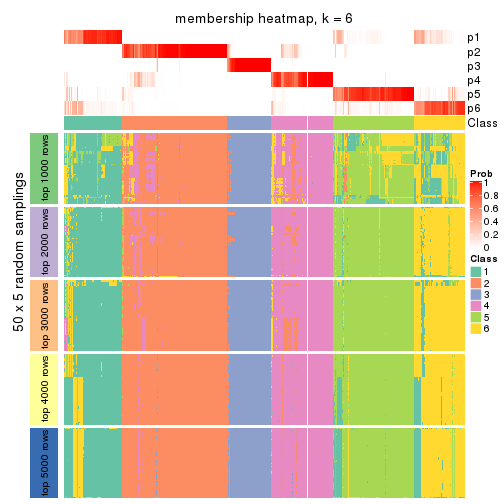 membership heatmap, k = 6
p1
p2
p3
p4
p5
p6
Class
50 x 5 random samplings
top 1000 rows
top 2000 rows
top 3000 rows
top 4000 rows
top 5000 rows
Prob
1
0.8
0.6
0.4
0.2
0
Class
1
2
3
4
5
6